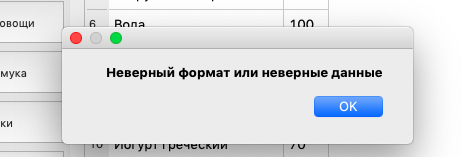 овощи
6
Вода
100
Неверный формат или неверные данные
мука
OK
ки
10
Йогурт греческий
70